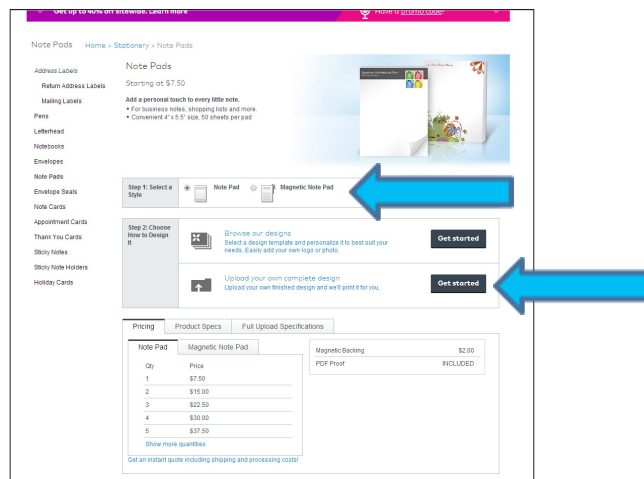 Get up to 40% off sitewide. Learn more
Have a promo code?
Note Pads Home > Stationery > Note Pads
Address Labels
Return Address Labels
Mailing Labels
Pens
Letterhead
Notebooks
Envelopes
Note Pads
Envelope Seals
Note Cards
Appointment Cards
Thank You Cards
Sticky Notes
Sticky Note Holders
Holiday Cards
Note Pads
Starting at $7.50
Add a personal touch to every little note.
• For business notes, shopping lists and more.
• Convenient 4" x 5.5" size, 50 sheets per pad
Step 1: Select a Style
Note Pad
Magnetic Note Pad
Step 2: Choose How to Design It
Browse our designs
Select a design template and personalize it to best suit your
needs. Easily add your own logo or photo.
Get started
Upload your own complete design
Upload your own finished design and we'll print it for you.
Get started
Pricing Product Specs Full Upload Specifications
Note Pad Magnetic Note Pad
Qty Price
1 $7.50
2 $15.00
3 $22.50
4 $30.00
5 $37.50
Show more quantities
Magnetic Backing $2.00
PDF Proof INCLUDED
Get an instant quote including shipping and processing costs!